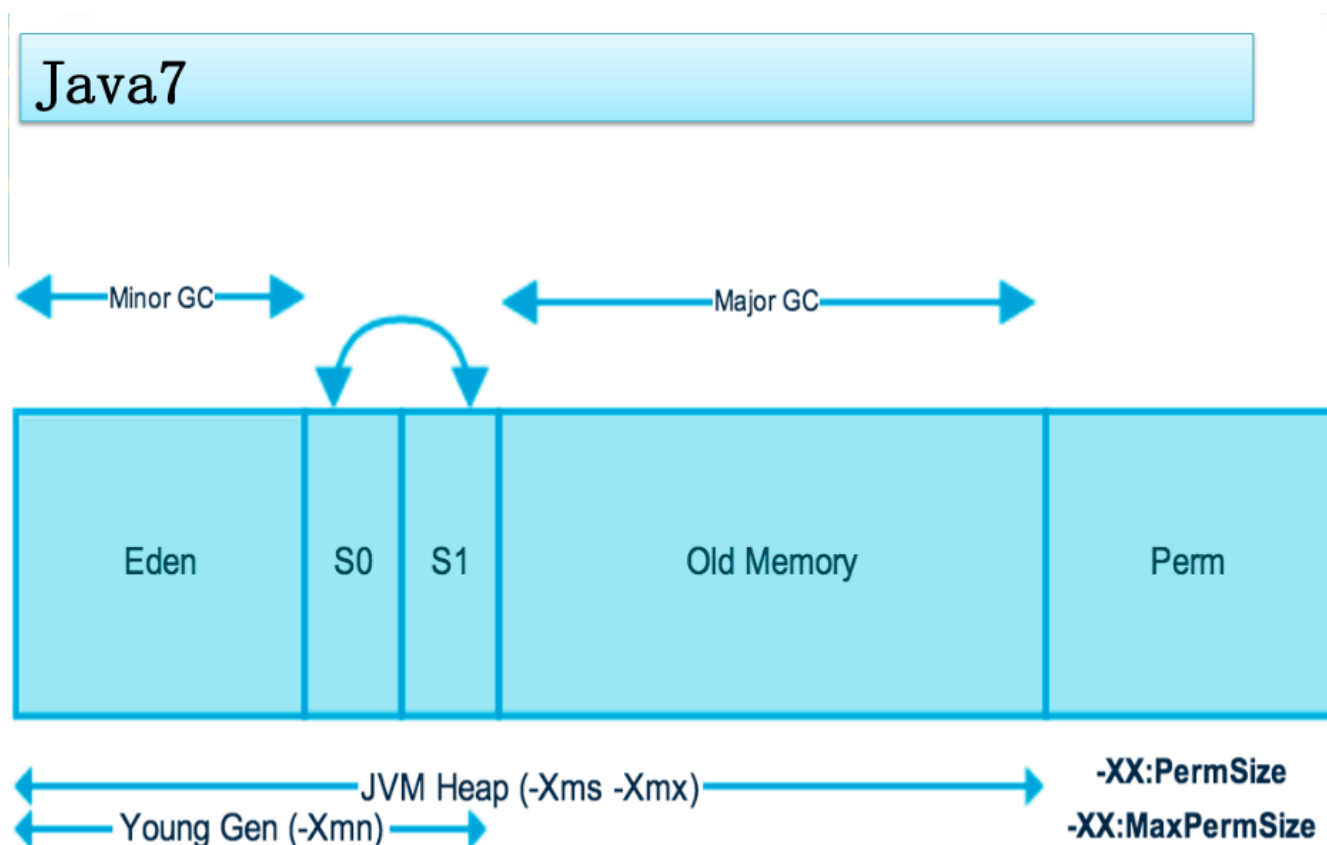 Java7
Minor GC
Major GC
Eden
S0
S1
Old Memory
Perm
JVM Heap (-Xms -Xmx)
-XX:PermSize
Young Gen (-Xmn)
-XX:MaxPermSize